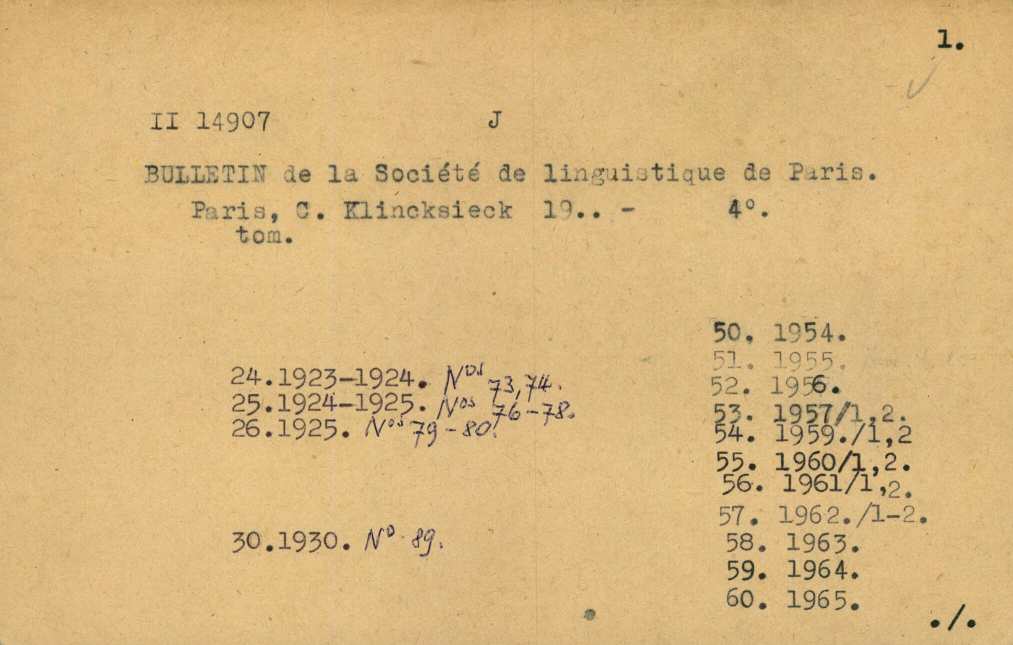 1.
II 14907 J
BULLETIN de la Société de linguistique de Paris.
Paris, C. Klincksieck 19.. - 4°.
tom.
24.1923-1924. Nos 73,74.
25.1924-1925. Nos 76-78.
26.1925. Nos 79-80.
30.1930. No 89.
50. 1954.
51. 1955.
52. 1956.
53. 1957/1,2.
54. 1959./1,2
55. 1960/1,2.
56. 1961/1,2.
57. 1962./1-2.
58. 1963.
59. 1964.
60. 1965.
./.